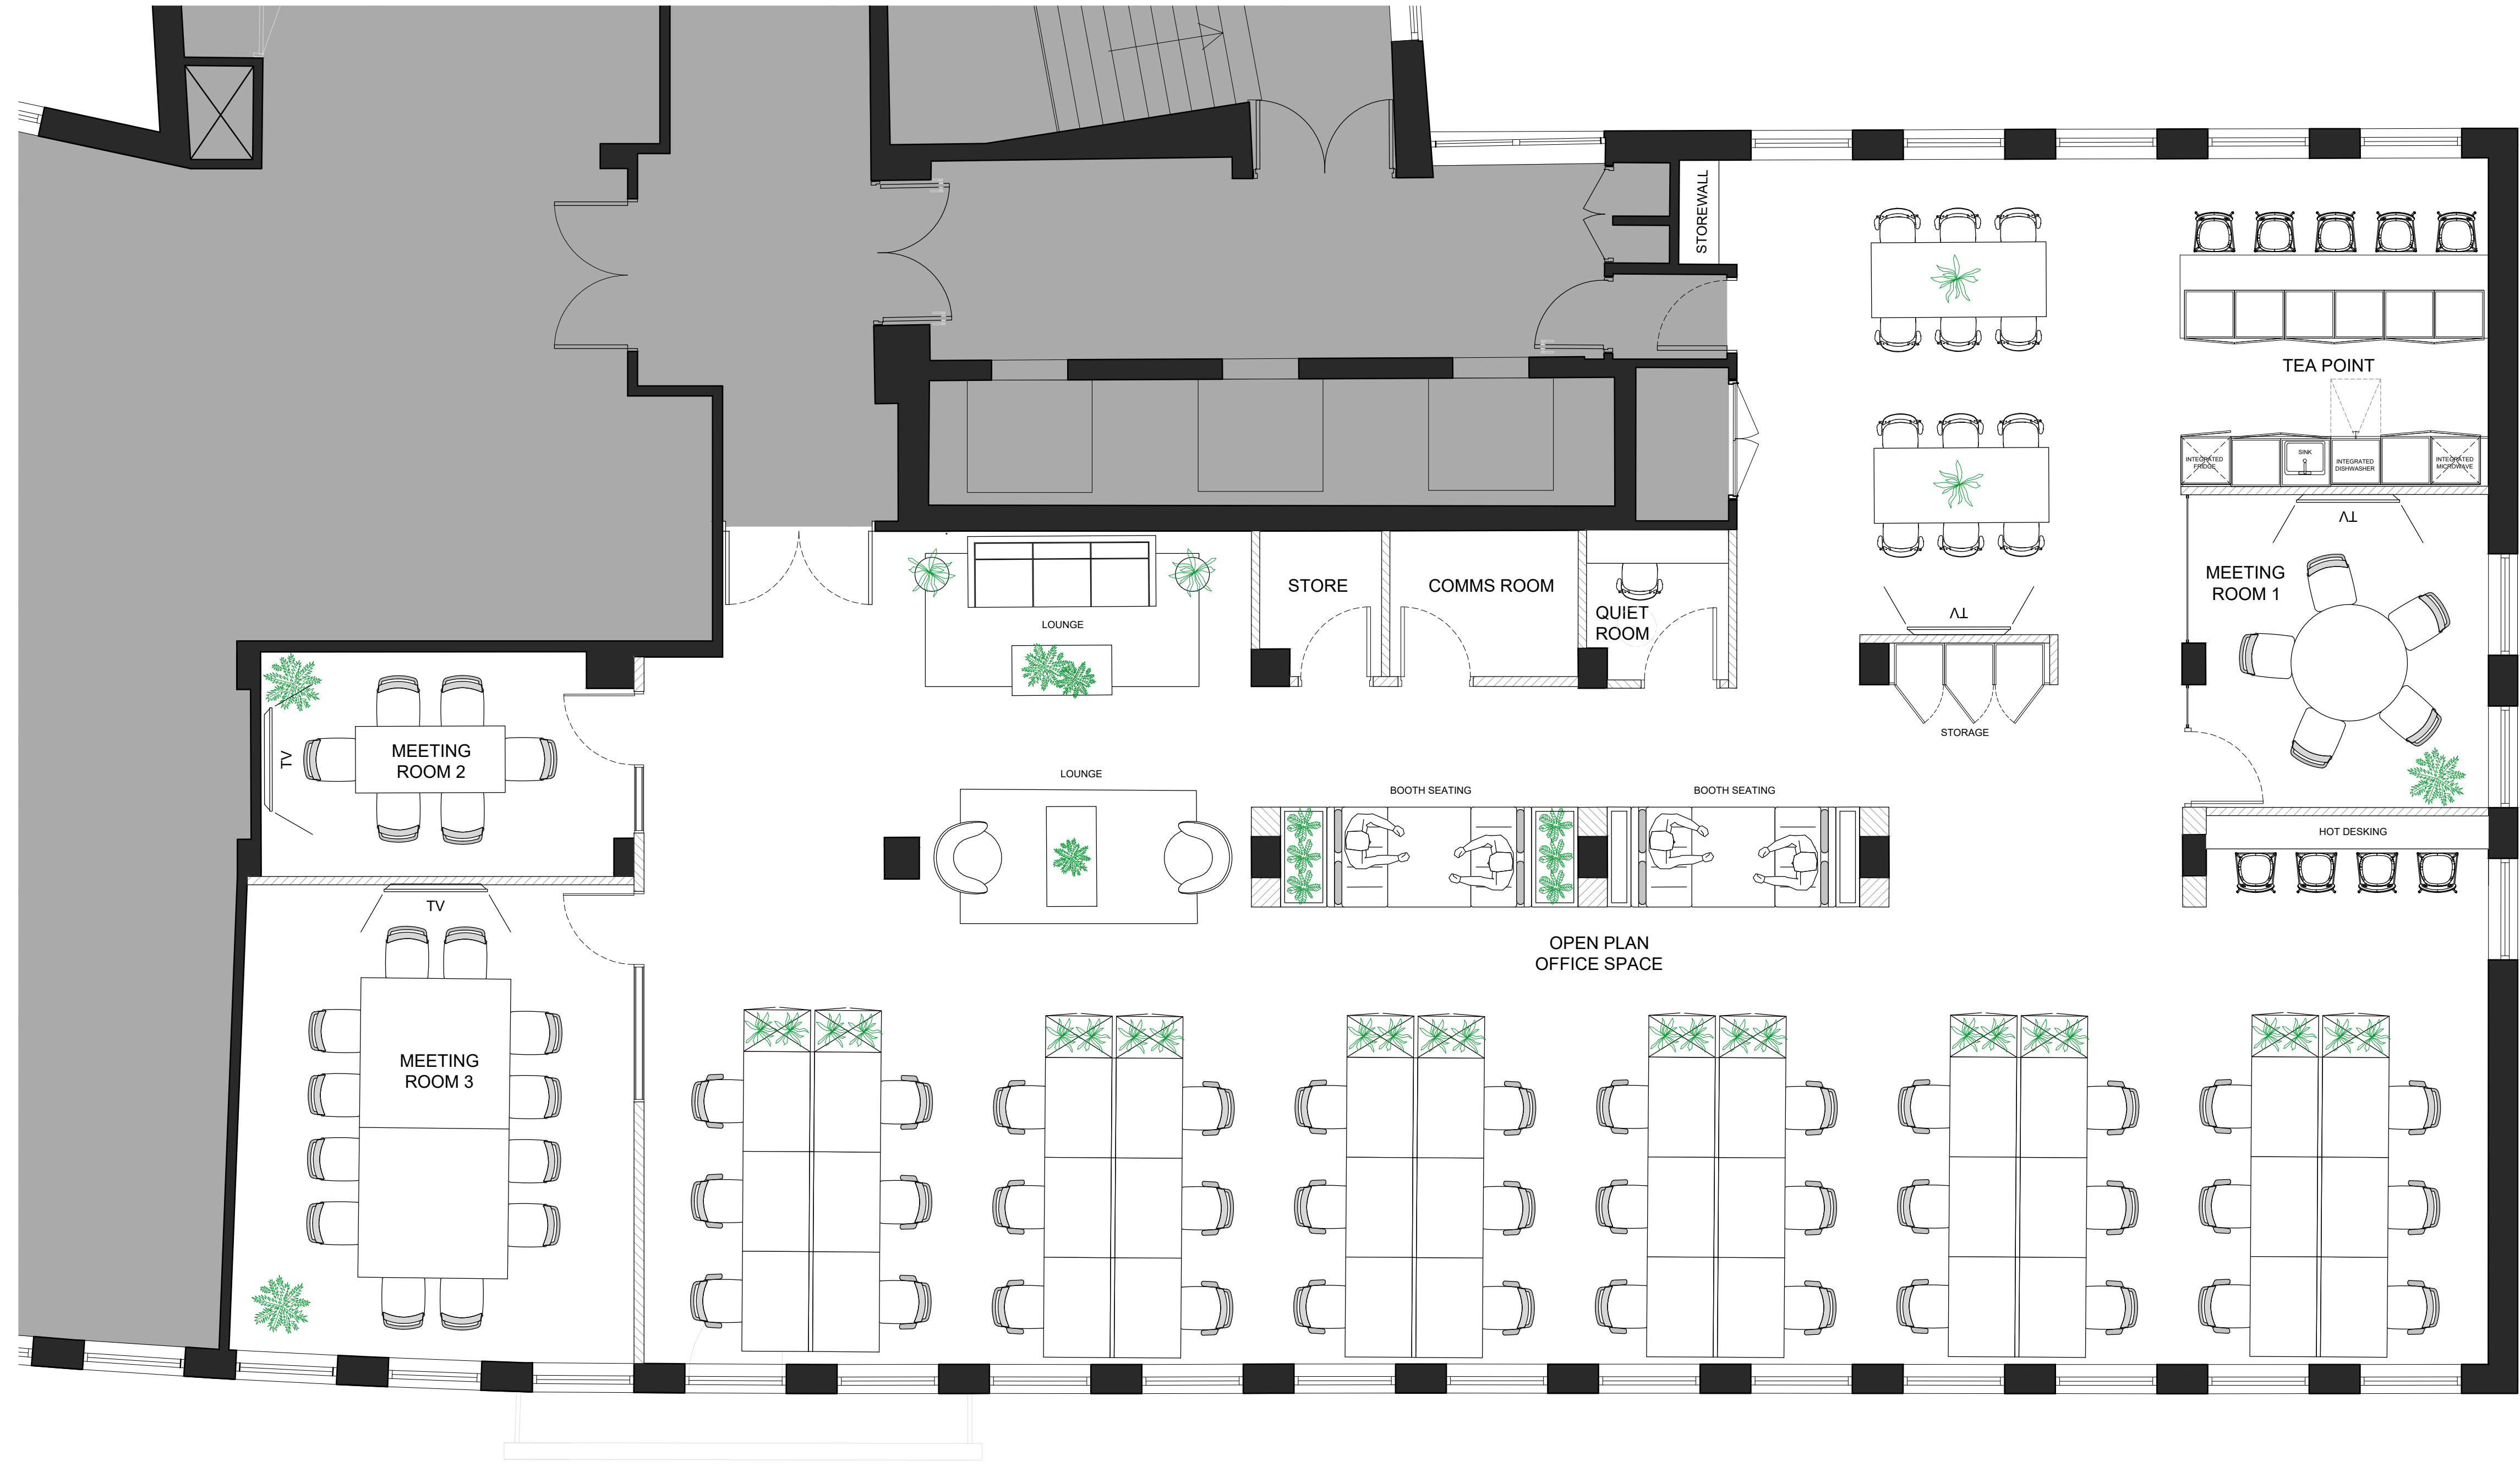 STOREWALL
TEA POINT
INTEGRATED
FRIDGE
SINK
INTEGRATED
DISHWASHER
INTEGRATED
MICROWAVE
TV
MEETING
ROOM 1
STORE
COMMS ROOM
QUIET
ROOM
LOUNGE
TV
STORAGE
MEETING
ROOM 2
TV
LOUNGE
BOOTH SEATING
BOOTH SEATING
HOT DESKING
TV
OPEN PLAN
OFFICE SPACE
MEETING
ROOM 3